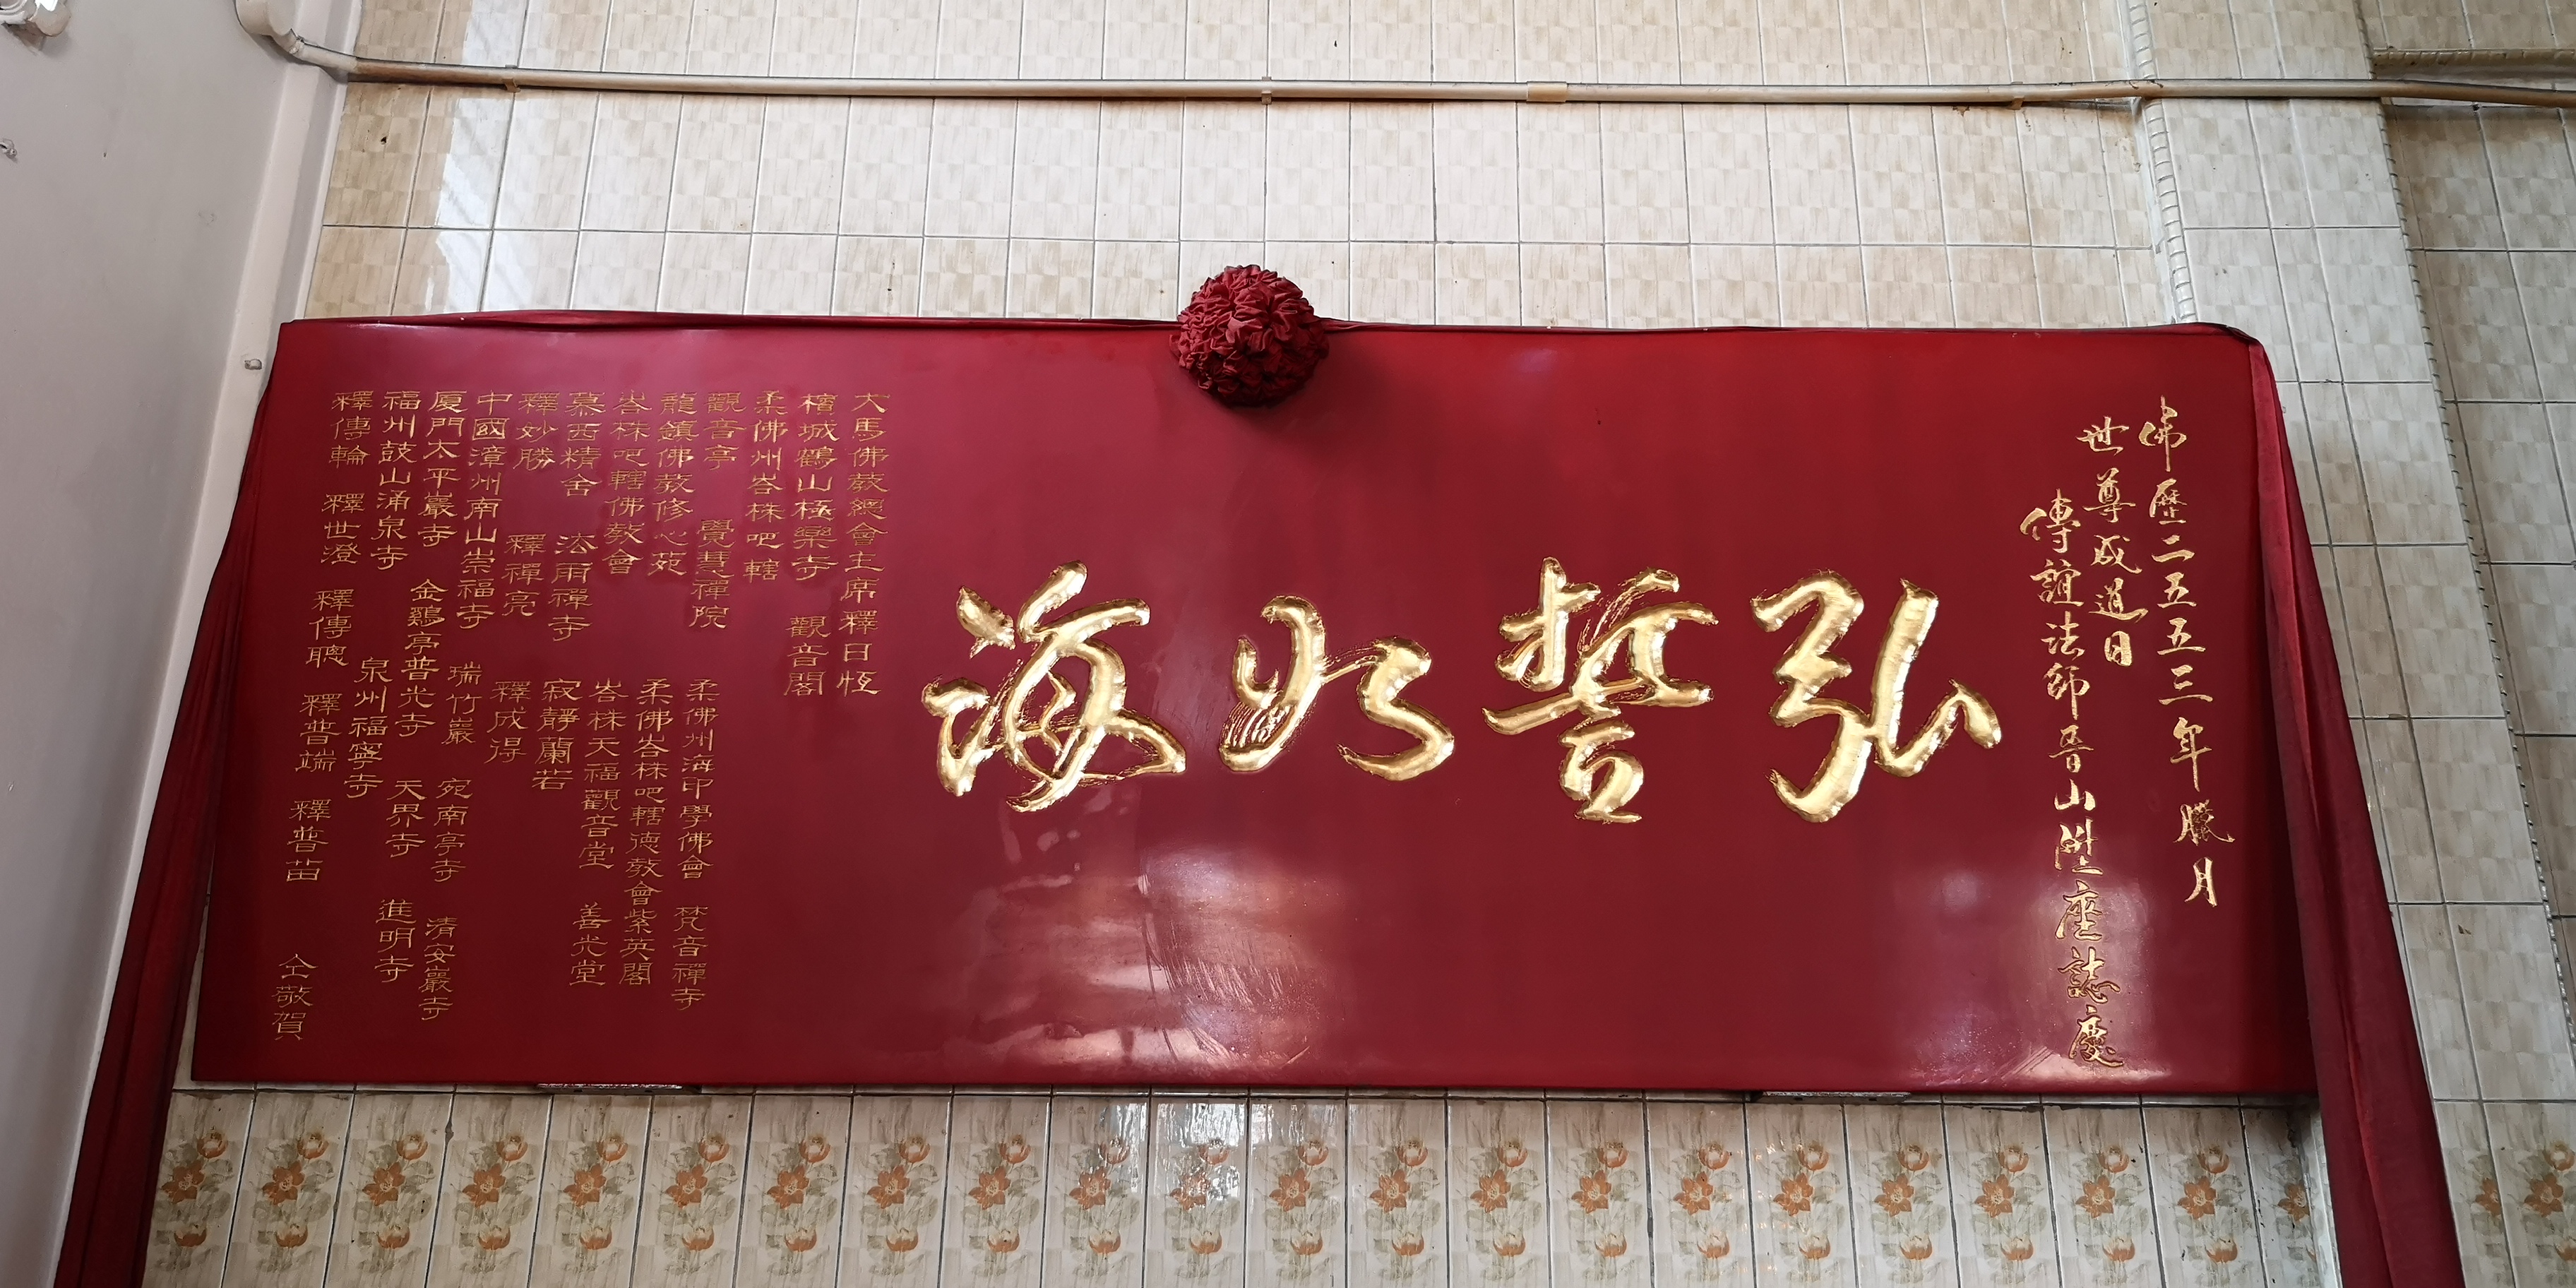 佛歷二五五三年臘月
世尊成道日
傳誼法師晉山陞座誌慶
弘誓如海
大馬佛教總會主席釋日恆
檳城鶴山極樂寺 觀音閣
柔佛州峇株吧轄
觀音亭 覺慧禪院 柔佛州海印學佛會 梵音禪寺
龍鎮佛教修心苑 柔佛峇株吧轄德教會紫英閣
峇株吧轄佛教會 峇株天福觀音堂 善光堂
慕西精舍 法雨禪寺 寂靜蘭若
釋妙勝 釋禪亮 釋成得
中國漳州南山崇福寺 瑞竹巖 宛南亭寺 清安巖寺
厦門太平巖寺 金鷄亭普光寺 天界寺 進明寺
福州鼓山涌泉寺 泉州福寧寺
釋傳輪 釋世澄 釋傳聰 釋普端 釋普苗 仝敬賀